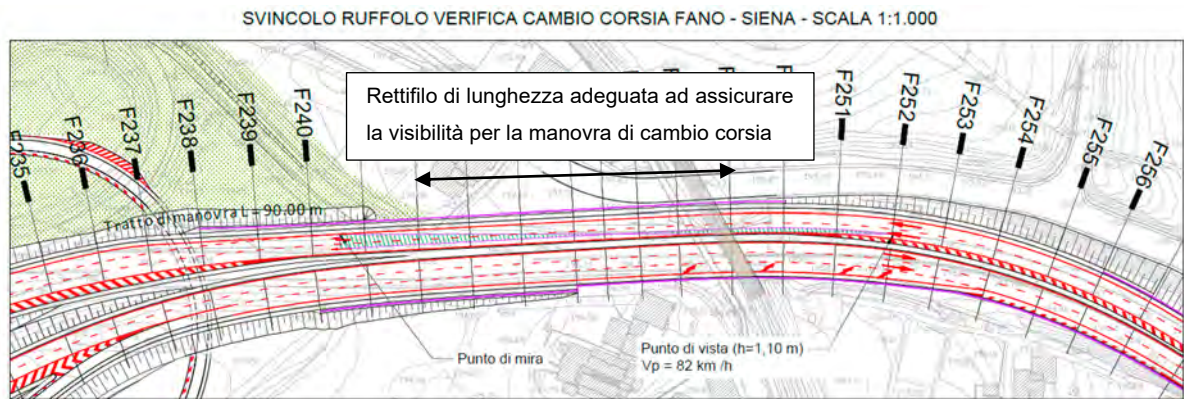 SVINCOLO RUFFOLO VERIFICA CAMBIO CORSIA FANO - SIENA - SCALA 1:1.000
Rettifilo di lunghezza adeguata ad assicurare
la visibilità per la manovra di cambio corsia
F235
F236
F237
F238
F239
F240
F251
F252
F253
F254
F255
F256
Tratto di manovra L = 90.00 m
Punto di mira
Punto di vista (h=1,10 m)
Vp = 82 km /h